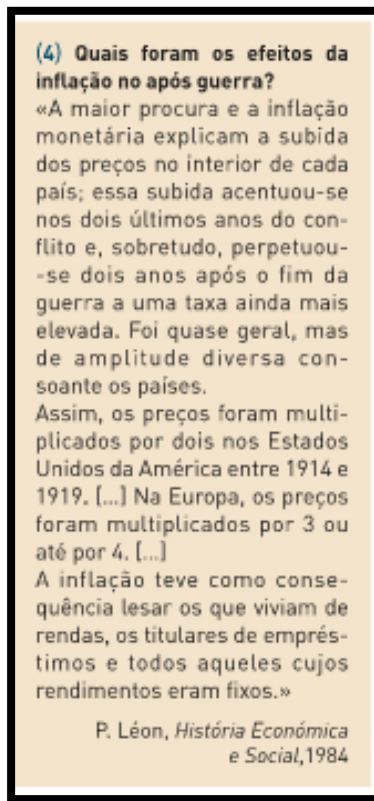 (4) Quais foram os efeitos da
inflação no após guerra?
«A maior procura e a inflação
monetária explicam a subida
dos preços no interior de cada
país; essa subida acentuou-se
nos dois últimos anos do con-
flito e, sobretudo, perpetuou-
-se dois anos após o fim da
guerra a uma taxa ainda mais
elevada. Foi quase geral, mas
de amplitude diversa con-
soante os países.
Assim, os preços foram multi-
plicados por dois nos Estados
Unidos da América entre 1914 e
1919. [...] Na Europa, os preços
foram multiplicados por 3 ou
até por 4. [...]
A inflação teve como conse-
quência lesar os que viviam de
rendas, os titulares de emprés-
timos e todos aqueles cujos
rendimentos eram fixos.»
P. Léon, História Económica
e Social,1984